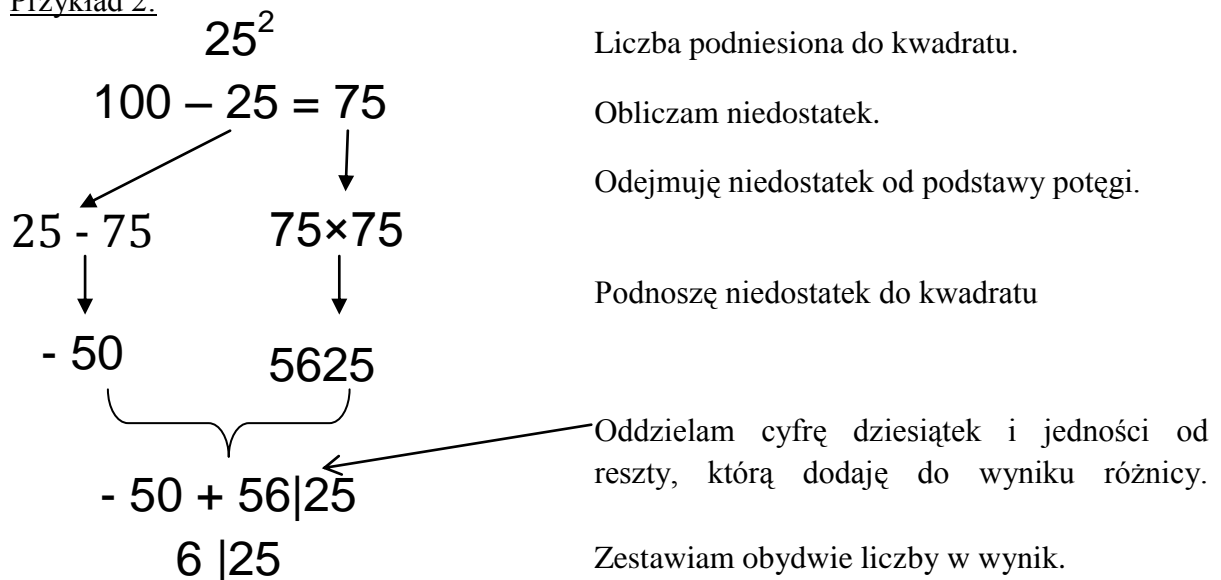 Przykład 2.
25²
Liczba podniesiona do kwadratu.
100 – 25 = 75
Obliczam niedostatek.
Odejmuję niedostatek od podstawy potęgi.
25 - 75
75×75
Podnoszę niedostatek do kwadratu
- 50
5625
Oddzielam cyfrę dziesiątek i jedności od
reszty, którą dodaję do wyniku różnicy.
- 50 + 56|25
6 |25
Zestawiam obydwie liczby w wynik.